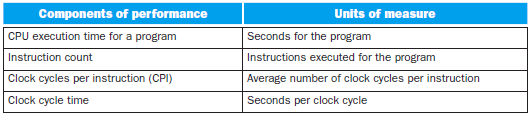 Components of performance Units of measure
CPU execution time for a program Seconds for the program
Instruction count Instructions executed for the program
Clock cycles per instruction (CPI) Average number of clock cycles per instruction
Clock cycle time Seconds per clock cycle